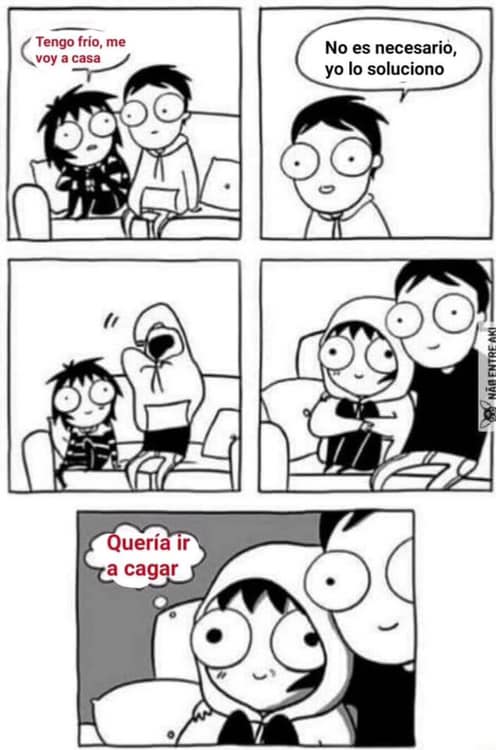 Tengo frío, me
voy a casa
No es necesario,
yo lo soluciono
NÃO ENTRE AKI
Quería ir
a cagar